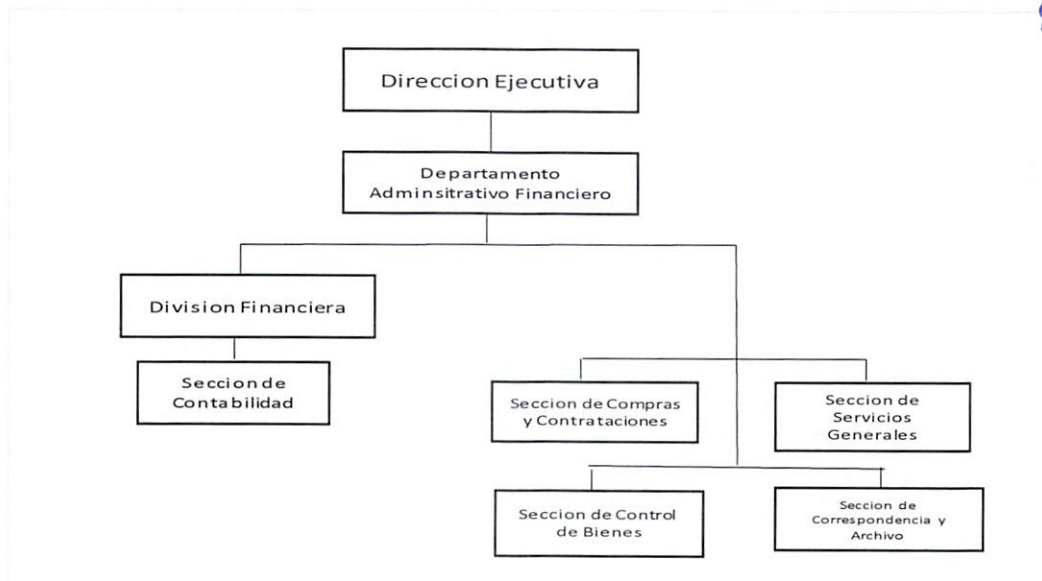 Direccion Ejecutiva
Departamento
Adminsitrativo Financiero
Division Financiera
Seccion de
Contabilidad
Seccion de Compras
y Contrataciones
Seccion de
Servicios
Generales
Seccion de Control
de Bienes
Seccion de
Correspondencia y
Archivo